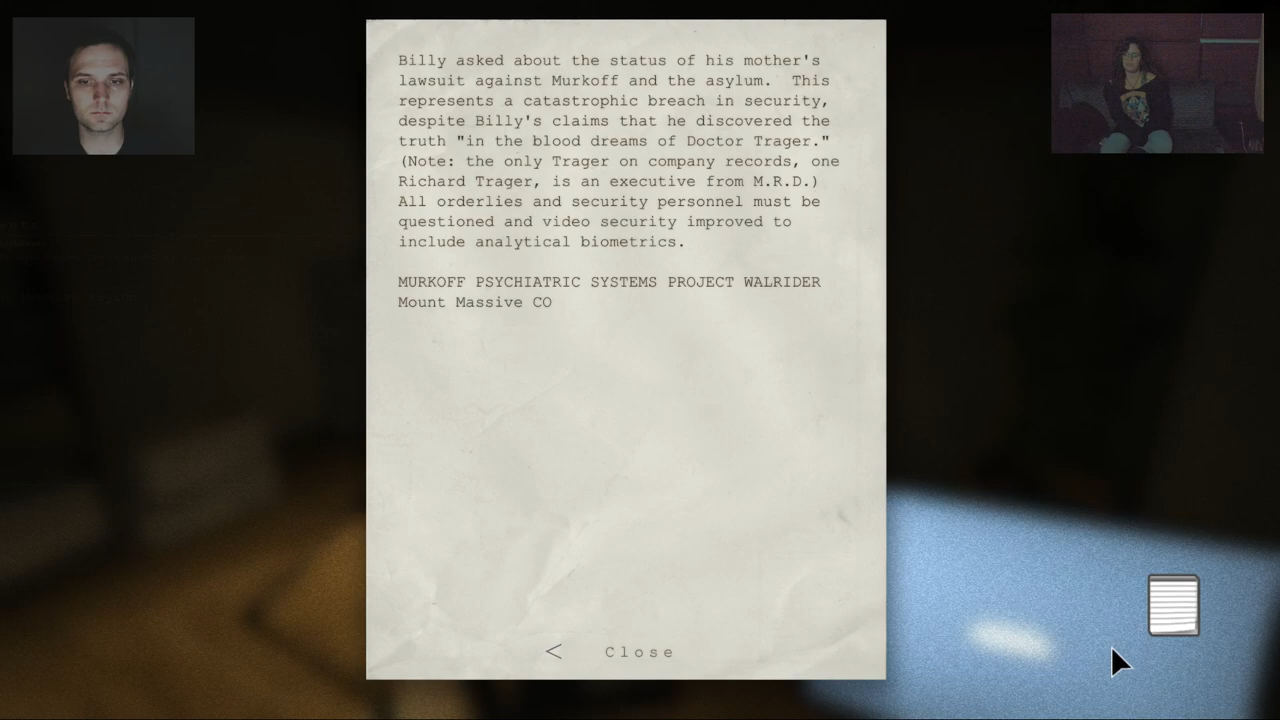 Billy asked about the status of his mother's
lawsuit against Murkoff and the asylum.  This
represents a catastrophic breach in security,
despite Billy's claims that he discovered the
truth "in the blood dreams of Doctor Trager."
(Note: the only Trager on company records, one
Richard Trager, is an executive from M.R.D.)
All orderlies and security personnel must be
questioned and video security improved to
include analytical biometrics.
MURKOFF PSYCHIATRIC SYSTEMS PROJECT WALRIDER
Mount Massive CO
< Close